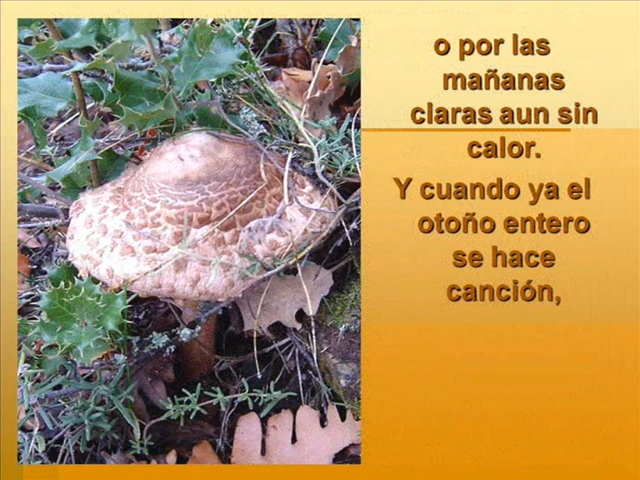 o por las
mañanas
claras aun sin
calor.
Y cuando ya el
otoño entero
se hace
canción,